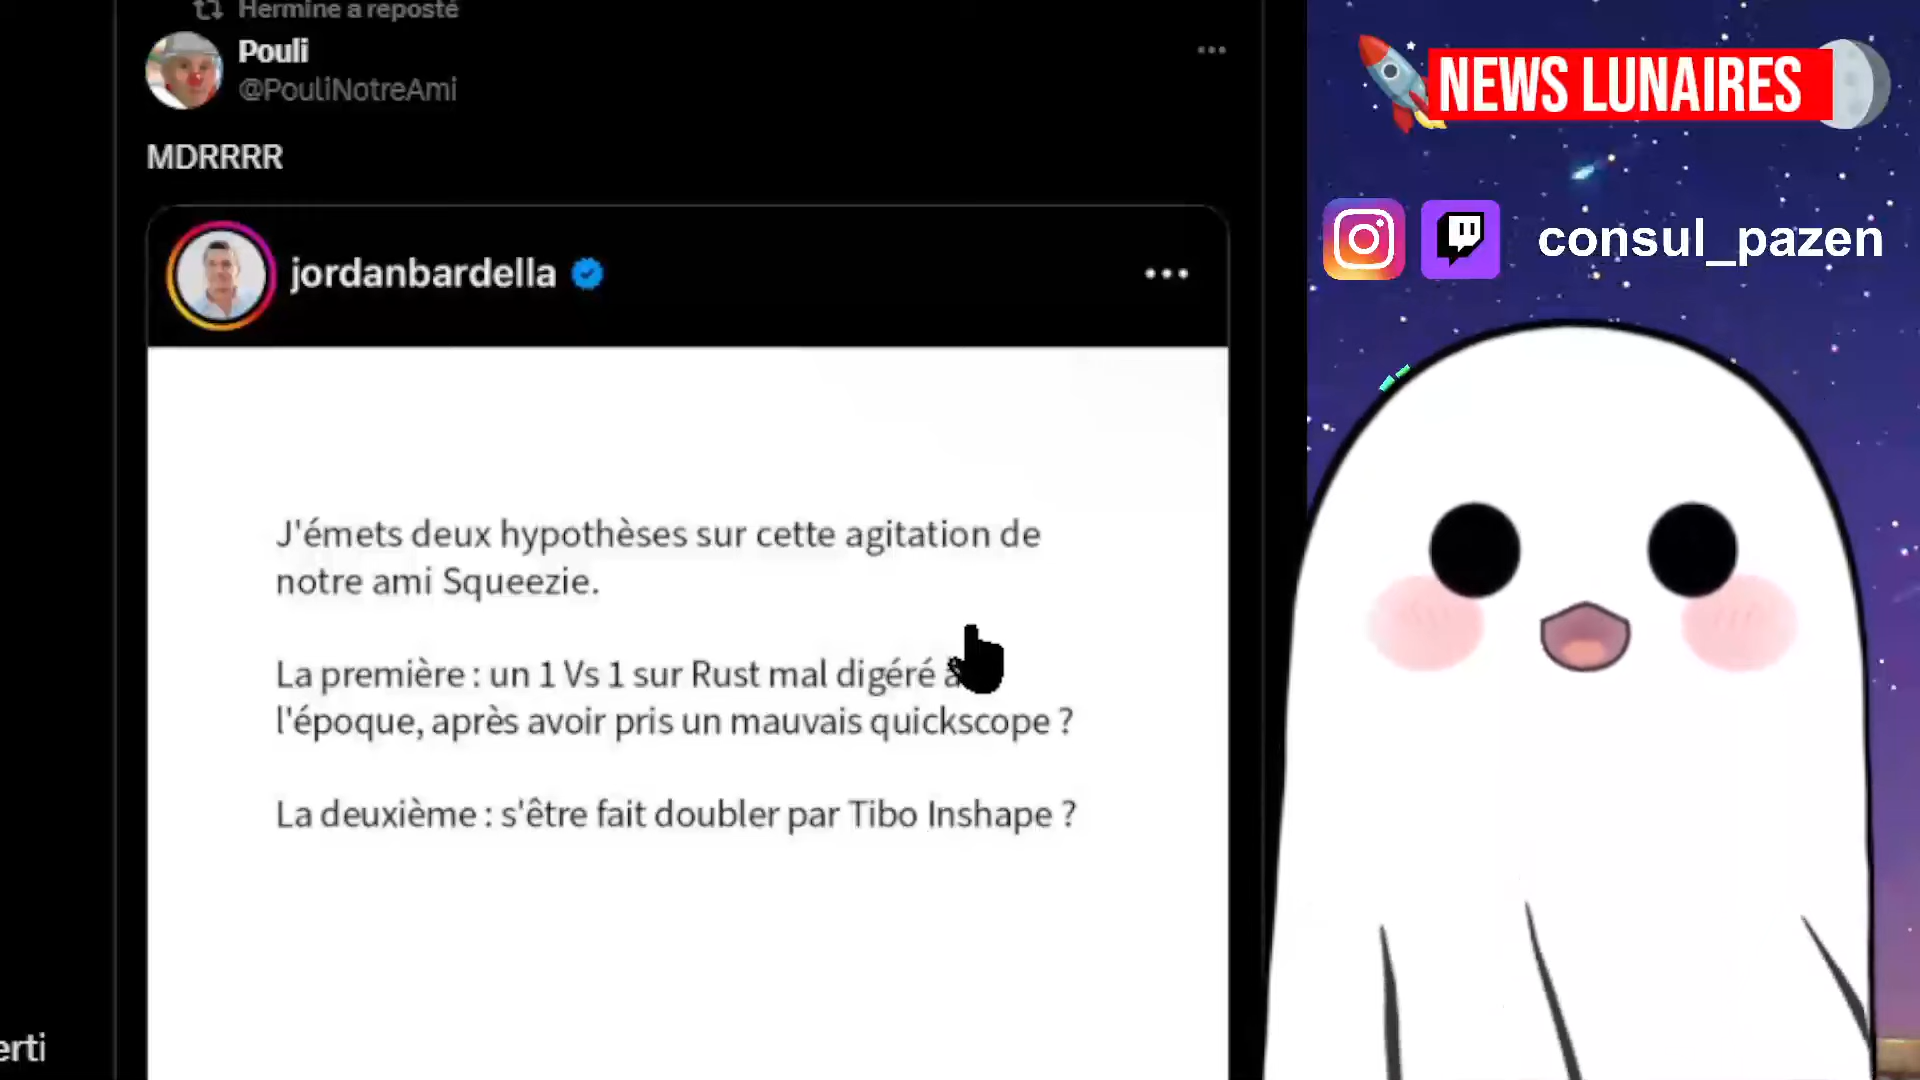 Hermine a reposté
Pouli
@PouliNotreAmi
MDRRRR
jordanbardella
J'émets deux hypothèses sur cette agitation de
notre ami Squeezie.
La première : un 1 Vs 1 sur Rust mal digéré à
l'époque, après avoir pris un mauvais quickscope ?
La deuxième : s'être fait doubler par Tibo Inshape ?
erti
NEWS LUNAIRES
consul_pazen